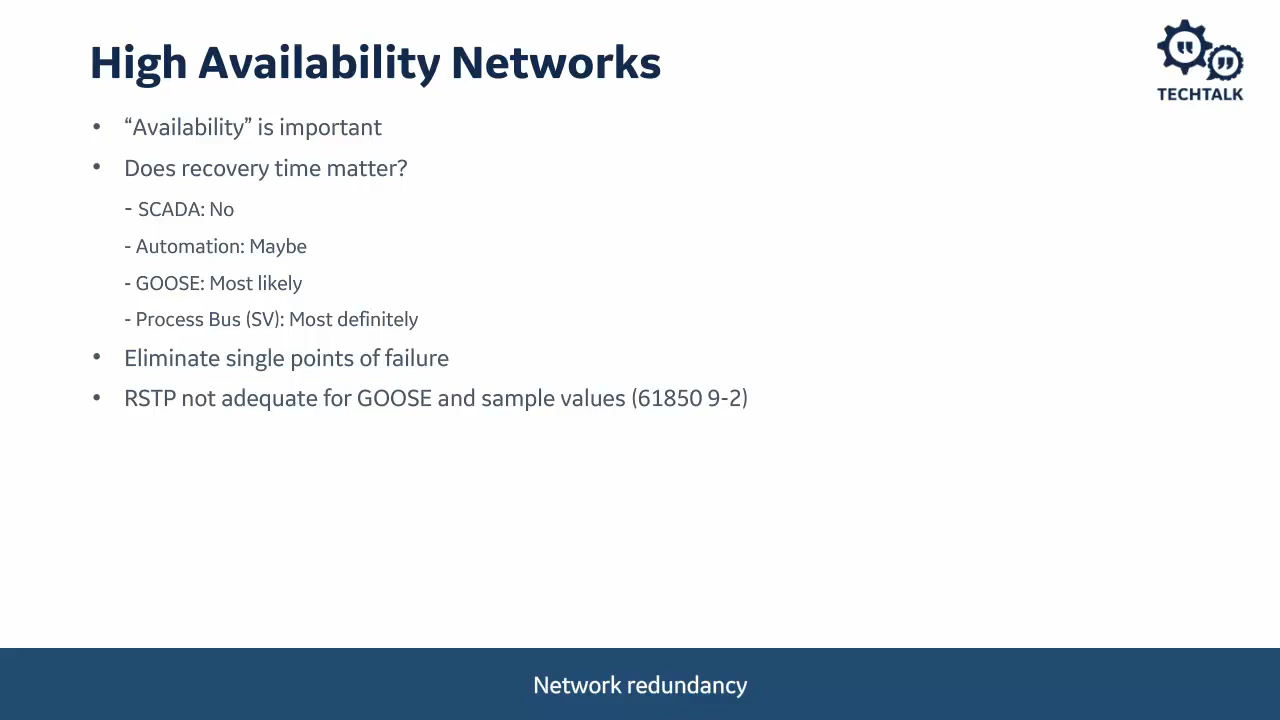 High Availability Networks
TECHTALK
• “Availability” is important
• Does recovery time matter?
- SCADA: No
- Automation: Maybe
- GOOSE: Most likely
- Process Bus (SV): Most definitely
• Eliminate single points of failure
• RSTP not adequate for GOOSE and sample values (61850 9-2)
Network redundancy